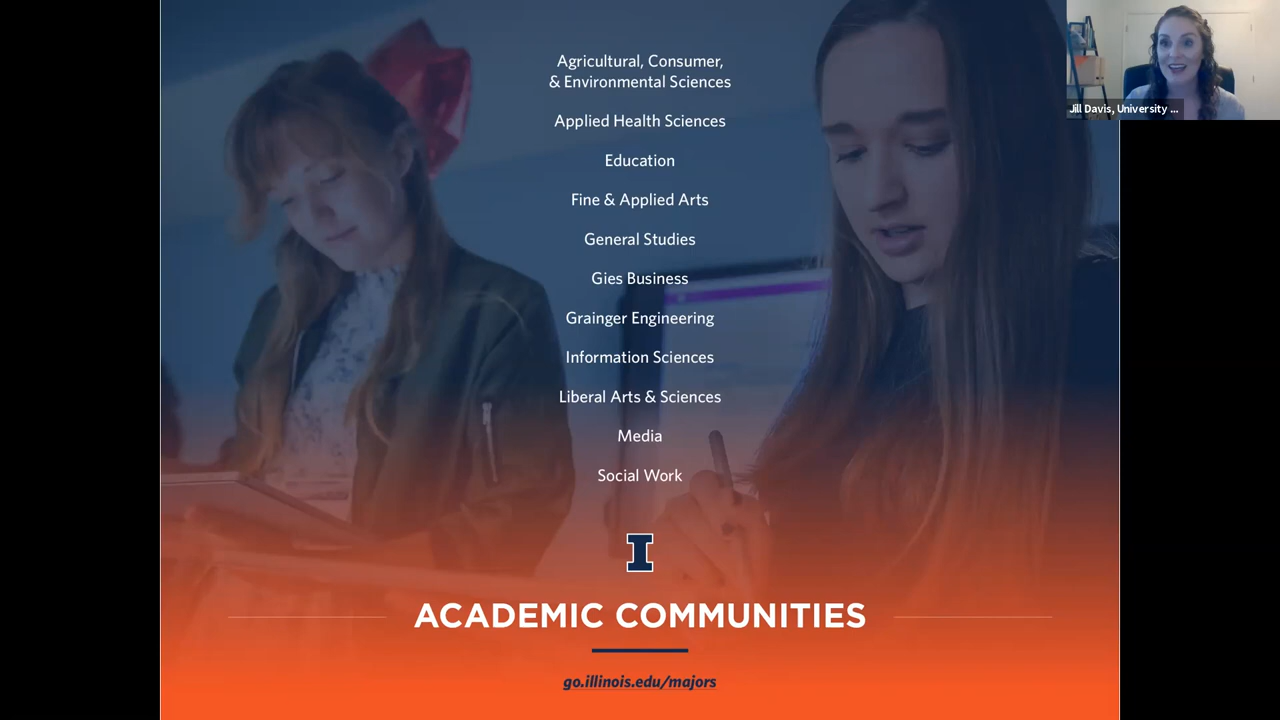 Agricultural, Consumer,
& Environmental Sciences
Applied Health Sciences
Education
Fine & Applied Arts
General Studies
Gies Business
Grainger Engineering
Information Sciences
Liberal Arts & Sciences
Media
Social Work
I
ACADEMIC COMMUNITIES
go.illinois.edu/majors
Jill Davis, University ...